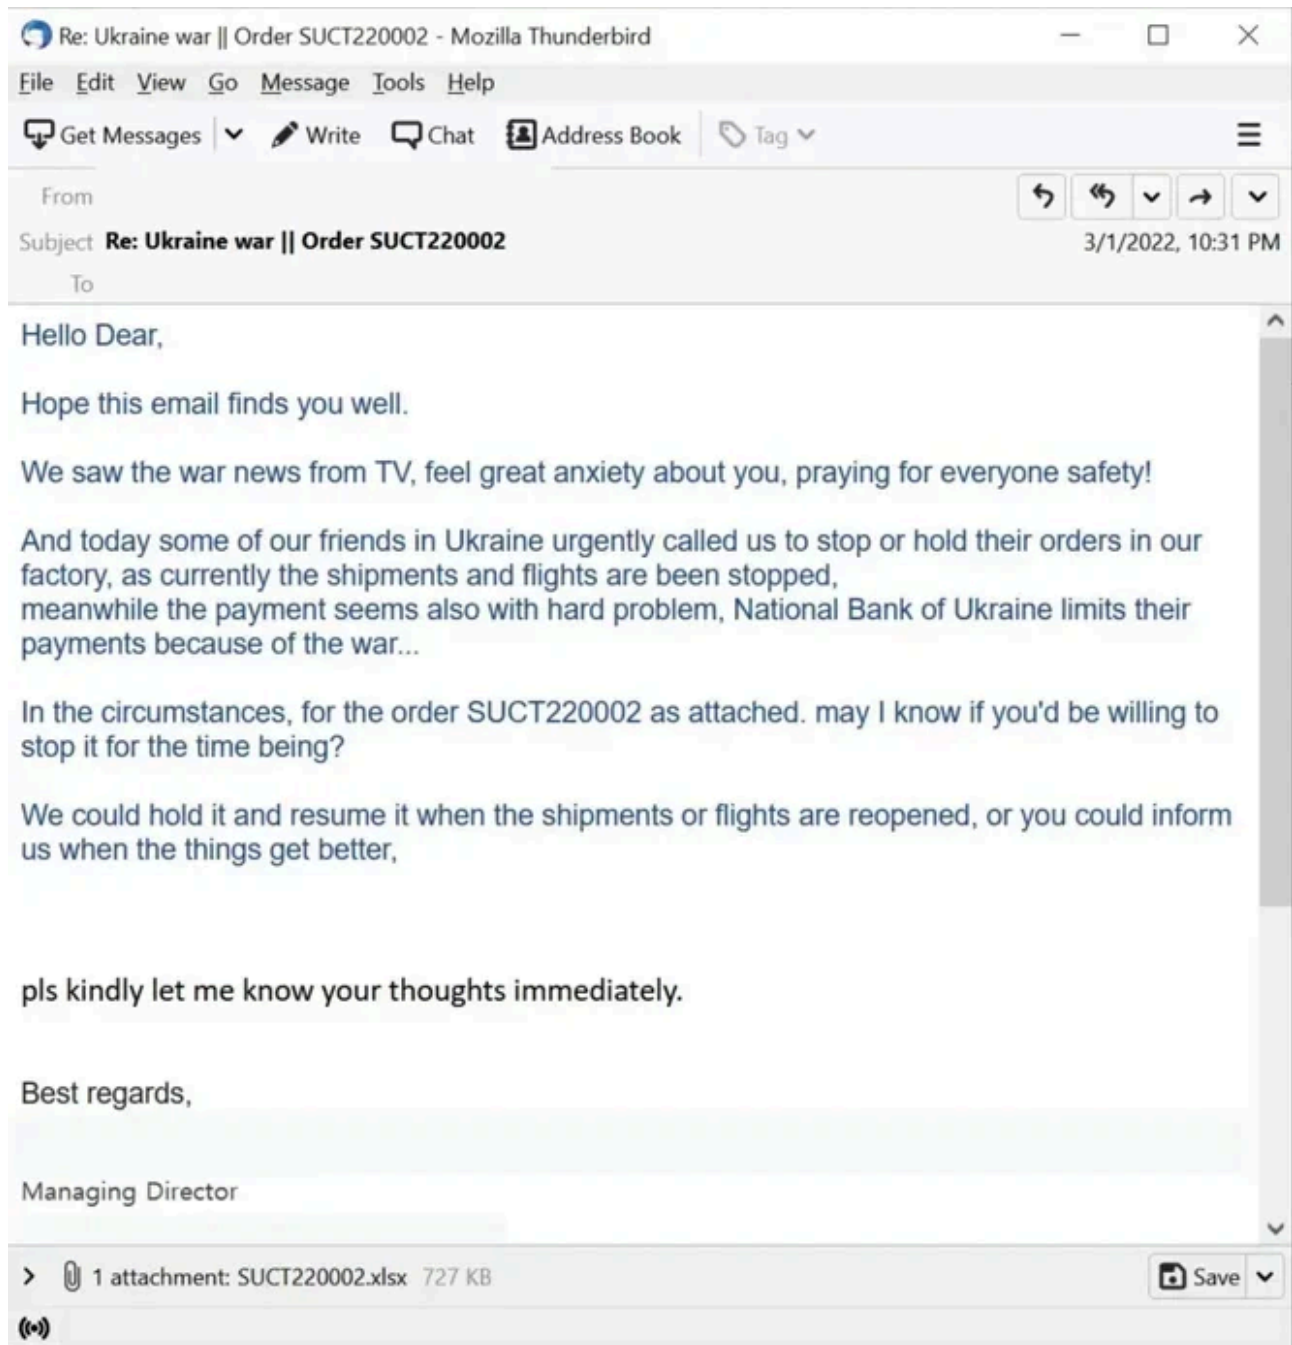 Re: Ukraine war || Order SUCT220002 - Mozilla Thunderbird
File Edit View Go Message Tools Help
Get Messages Write Chat Address Book Tag
From
Subject Re: Ukraine war || Order SUCT220002 3/1/2022, 10:31 PM
To
Hello Dear,
Hope this email finds you well.
We saw the war news from TV, feel great anxiety about you, praying for everyone safety!
And today some of our friends in Ukraine urgently called us to stop or hold their orders in our
factory, as currently the shipments and flights are been stopped,
meanwhile the payment seems also with hard problem, National Bank of Ukraine limits their
payments because of the war...
In the circumstances, for the order SUCT220002 as attached. may I know if you'd be willing to
stop it for the time being?
We could hold it and resume it when the shipments or flights are reopened, or you could inform
us when the things get better,
pls kindly let me know your thoughts immediately.
Best regards,
Managing Director
1 attachment: SUCT220002.xlsx 727 KB Save